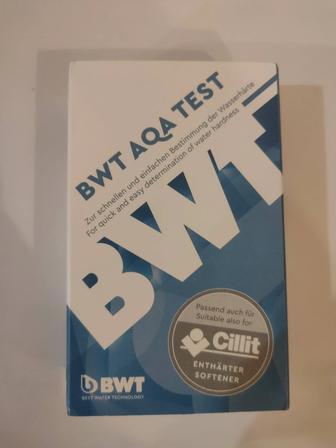 BWT AQA TEST
Zur schnellen und einfachen Bestimmung der Wasserhärte
For quick and easy determination of water hardness
BWT
Passend auch für
Suitable also for
Cillit
ENTHÄRTER
SOFTENER
BWT
BEST WATER TECHNOLOGY